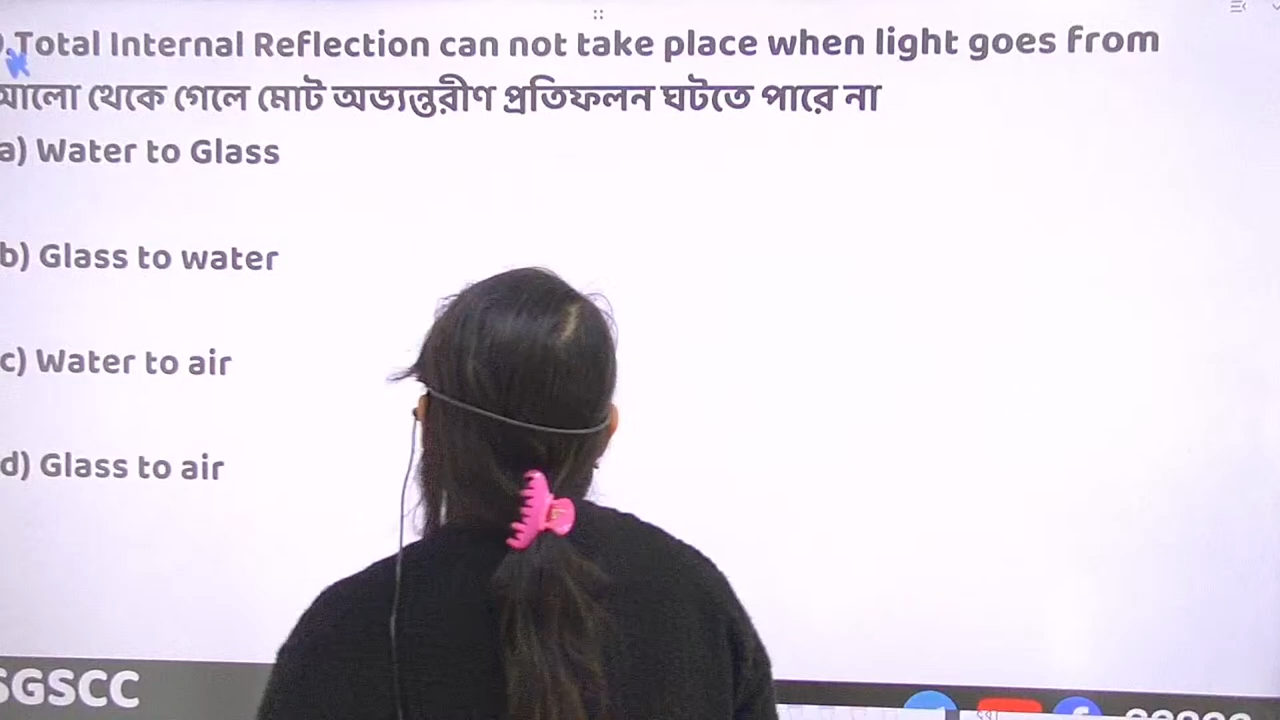 Total Internal Reflection can not take place when light goes from
আলো থেকে গেলে মোট অভ্যন্তরীণ প্রতিফলন ঘটতে পারে না
a) Water to Glass
b) Glass to water
c) Water to air
d) Glass to air
SGSCC